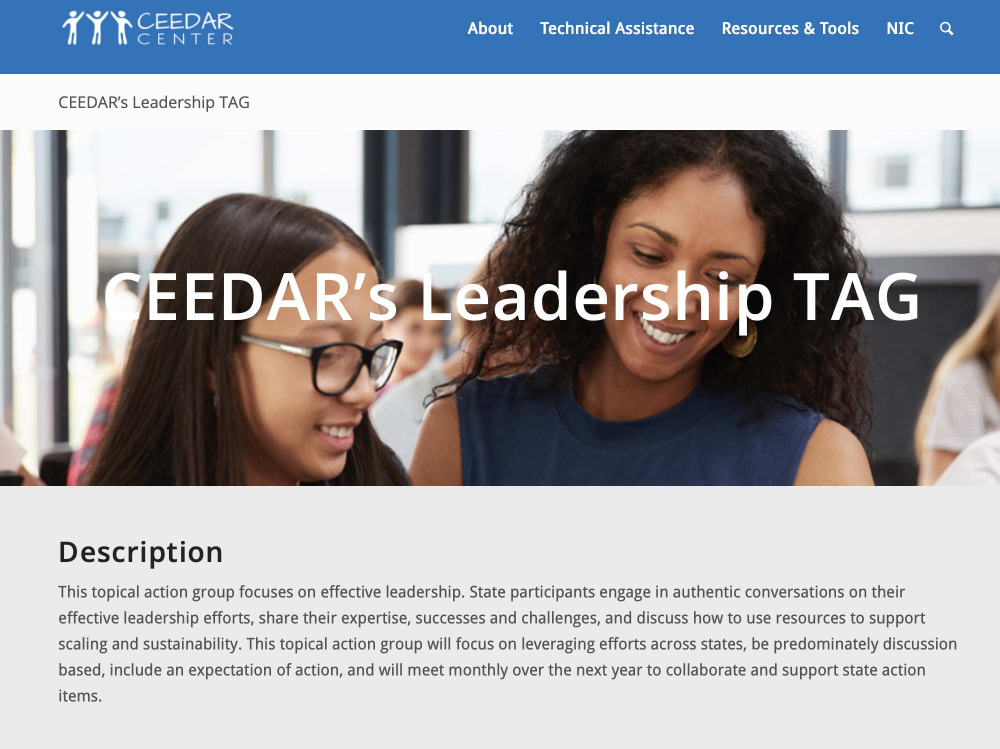 CEEDAR
CENTER
About Technical Assistance Resources & Tools NIC
CEEDAR’s Leadership TAG
CEEDAR’s Leadership TAG
Description
This topical action group focuses on effective leadership. State participants engage in authentic conversations on their
effective leadership efforts, share their expertise, successes and challenges, and discuss how to use resources to support
scaling and sustainability. This topical action group will focus on leveraging efforts across states, be predominately discussion
based, include an expectation of action, and will meet monthly over the next year to collaborate and support state action
items.